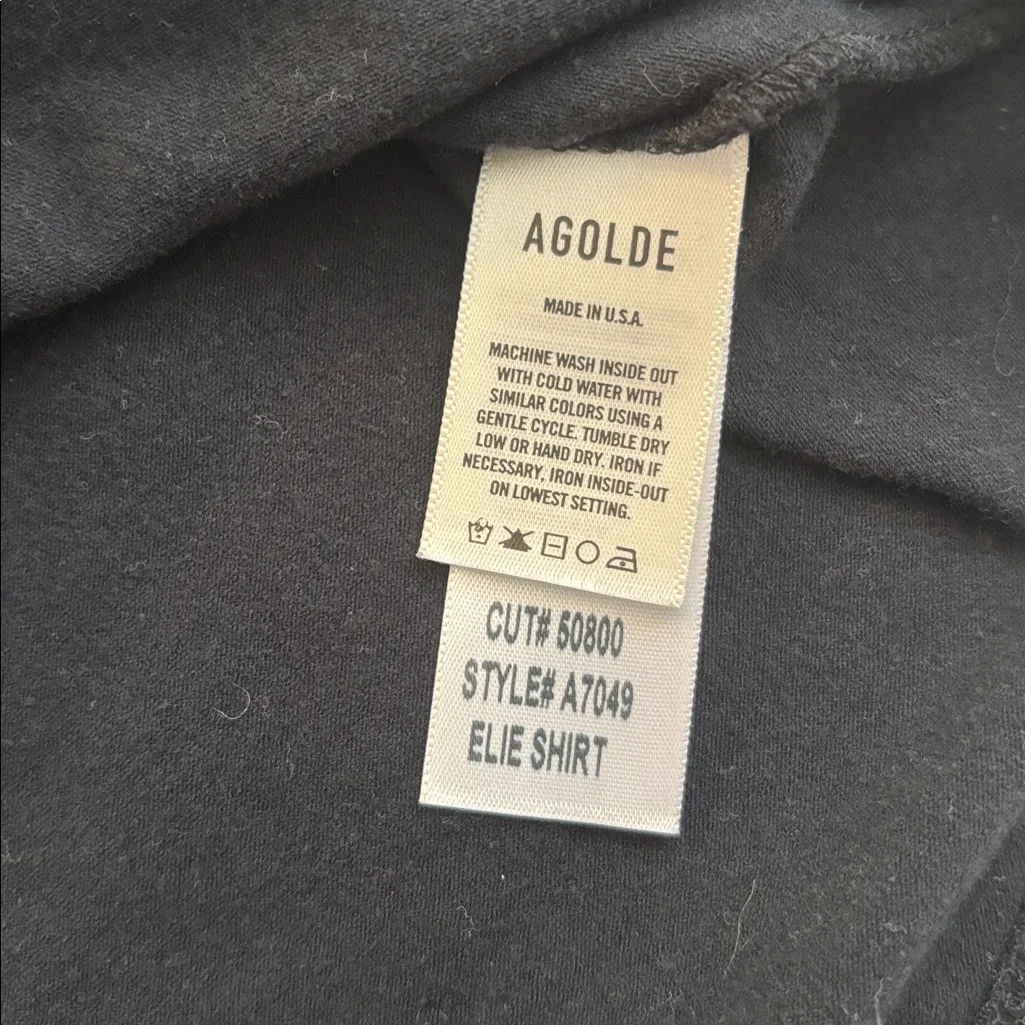 AGOLDE
MADE IN U.S.A.
MACHINE WASH INSIDE OUT
WITH COLD WATER WITH
SIMILAR COLORS USING A
GENTLE CYCLE. TUMBLE DRY
LOW OR HAND DRY. IRON IF
NECESSARY, IRON INSIDE-OUT
ON LOWEST SETTING.
CUT# 50800
STYLE# A7049
ELIE SHIRT